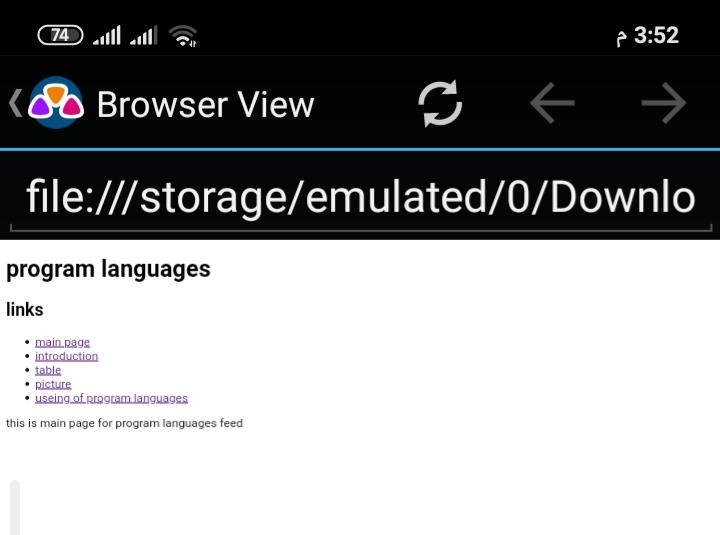 74
3:52 م
Browser View
file:///storage/emulated/0/Downlo
program languages
links
main page
introduction
table
picture
useing of program languages
this is main page for program languages feed